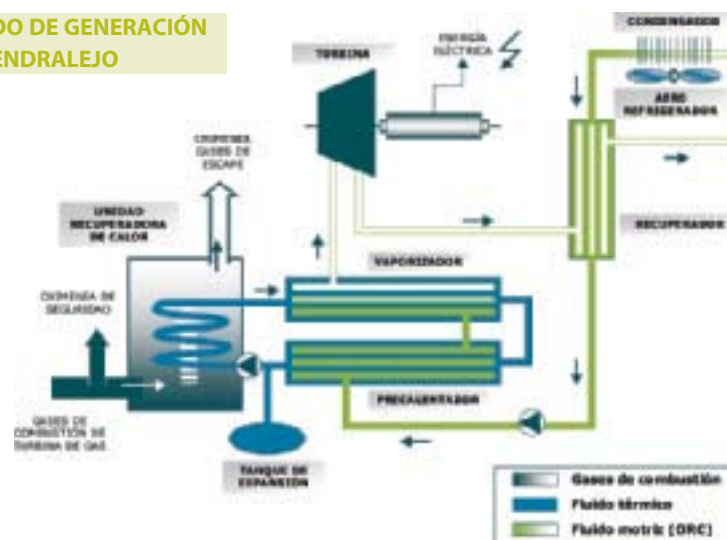 DO DE GENERACIÓN
ENDRALEJO
TURBINA
ENERGÍA
ELÉCTRICA
CONDENSADOR
AERO
REFRIGERADOR
CHIMENEA
GASES DE
ESCAPE
UNIDAD
RECUPERADORA
DE CALOR
RECUPERADOR
VAPORIZADOR
CHIMENEA DE
SEGURIDAD
PRECALENTADOR
GASES DE
COMBUSTIÓN DE
TURBINA DE GAS
TANQUE DE
EXPANSIÓN
Gases de combustión
Fluido térmico
Fluido motriz (ORC)